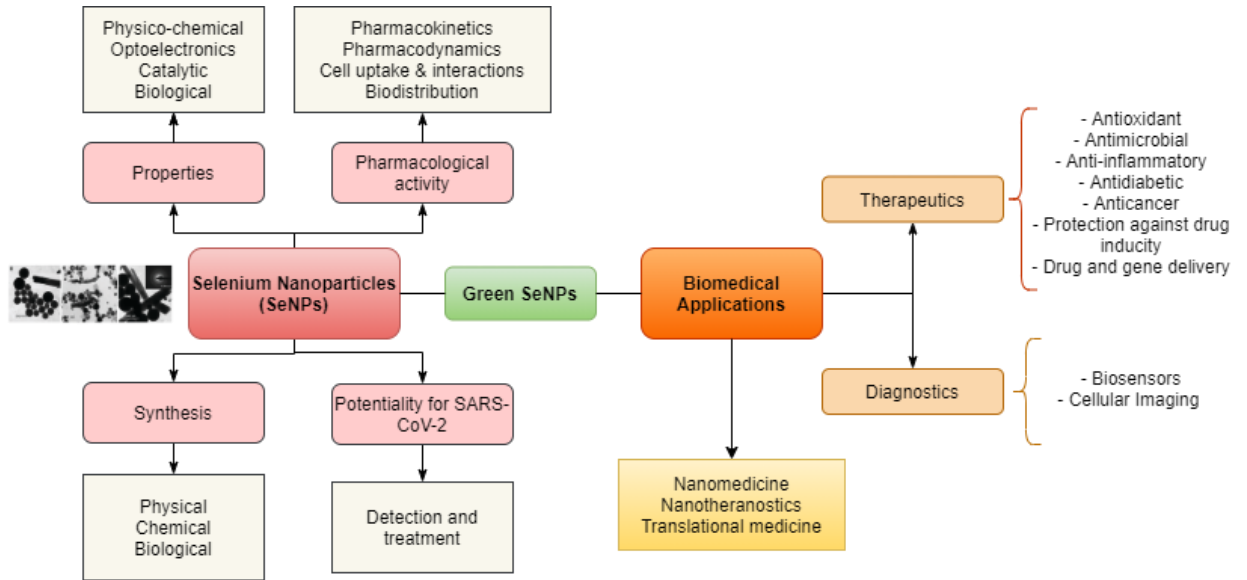 Physico-chemical
Optoelectronics
Catalytic
Biological
Pharmacokinetics
Pharmacodynamics
Cell uptake & interactions
Biodistribution
Properties
Pharmacological
activity
Selenium Nanoparticles
(SeNPs)
Green SeNPs
Biomedical
Applications
Therapeutics
- Antioxidant
- Antimicrobial
- Anti-inflammatory
- Antidiabetic
- Anticancer
- Protection against drug
inducity
- Drug and gene delivery
Diagnostics
- Biosensors
- Cellular Imaging
Synthesis
Potentiality for SARS-
CoV-2
Physical
Chemical
Biological
Detection and
treatment
Nanomedicine
Nanotheranostics
Translational medicine